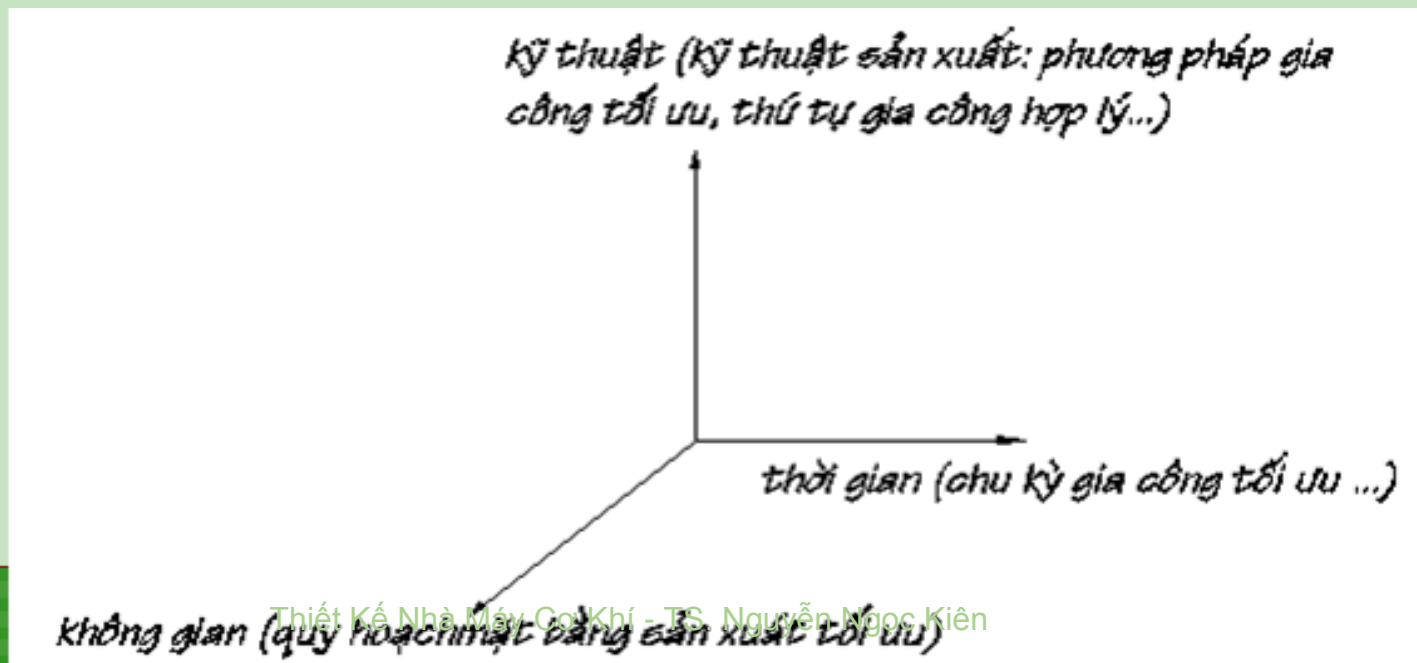 kỹ thuật (kỹ thuật sản xuất: phương pháp gia
công tối ưu, thứ tự gia công hợp lý...)
thời gian (chu kỳ gia công tối ưu ...)
Thiết Kế Nhà Máy Cơ Khí - TS. Nguyễn Ngọc Kiên
không gian (quy hoạchmặt bằng sản xuất tối ưu)